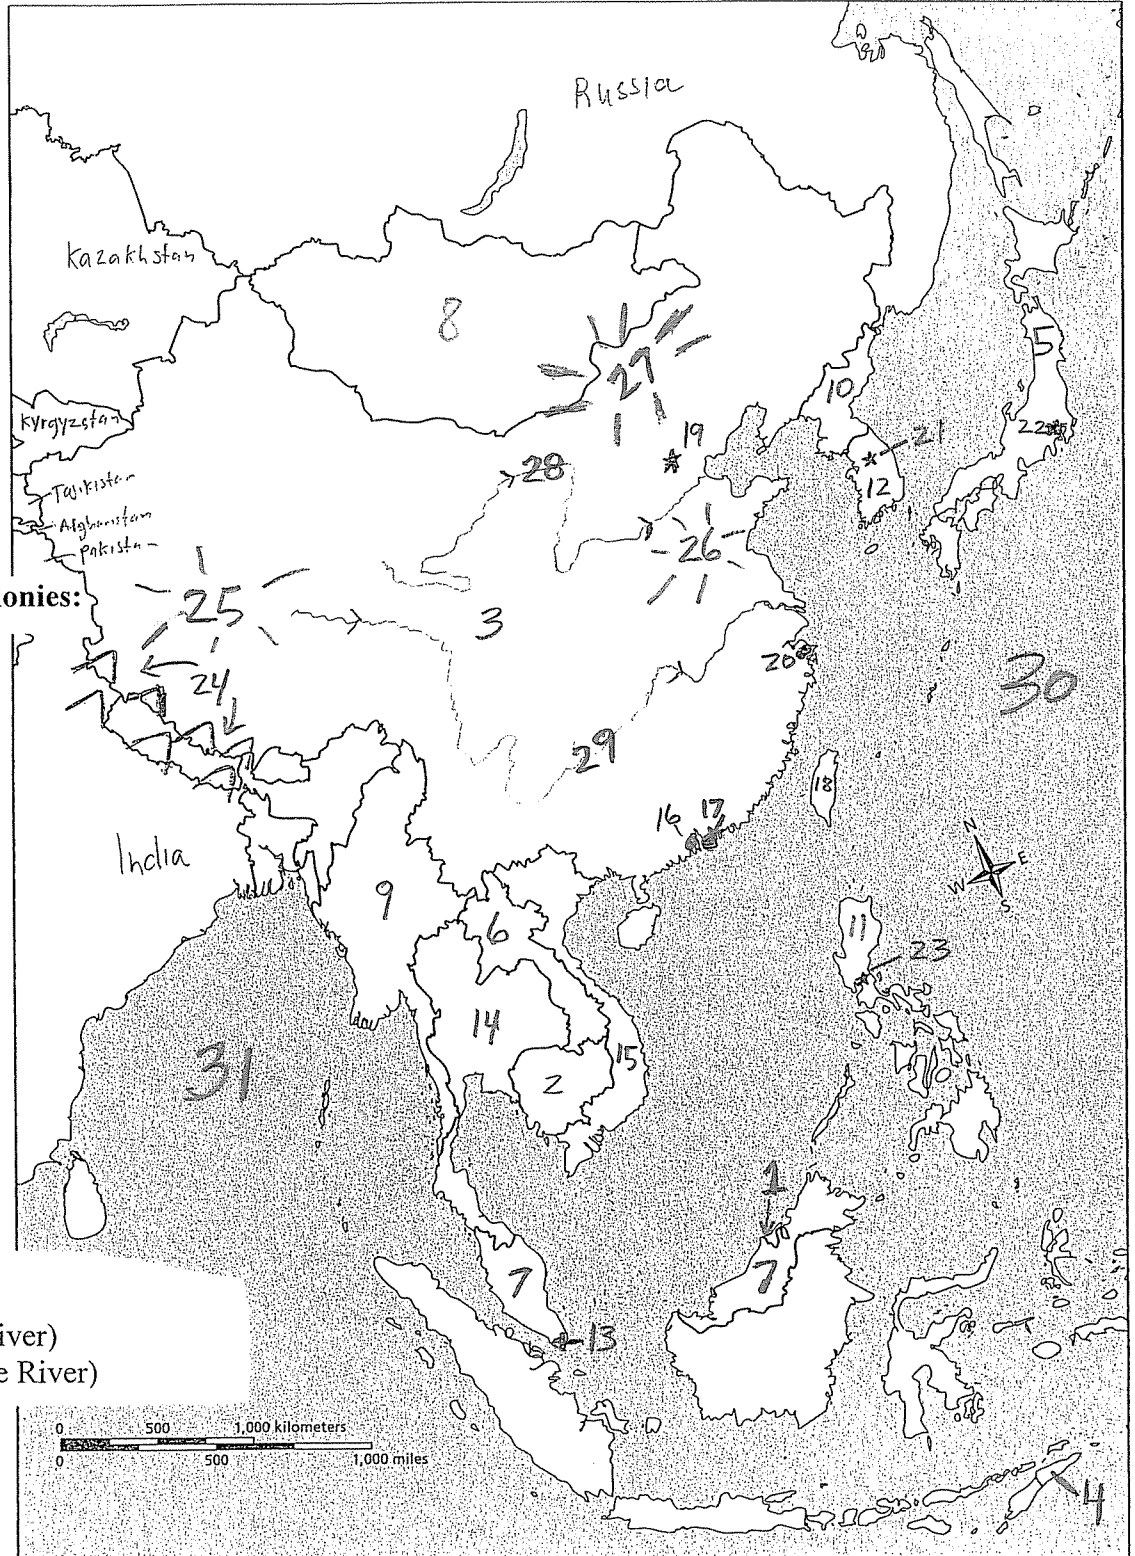 Russia
Kazakhstan
8
5
27
Kyrgyzstan
10
19
22
21
28
Tajikistan
12
Afghanistan
pakistan
26
onies:
25
3
20
24
30
29
18
16 17
N
India
E
W
S
9
11
6
23
14
15
31
2
1
7
7
13
iver)
e River)
0 500 1,000 kilometers
0 500 1,000 miles
4